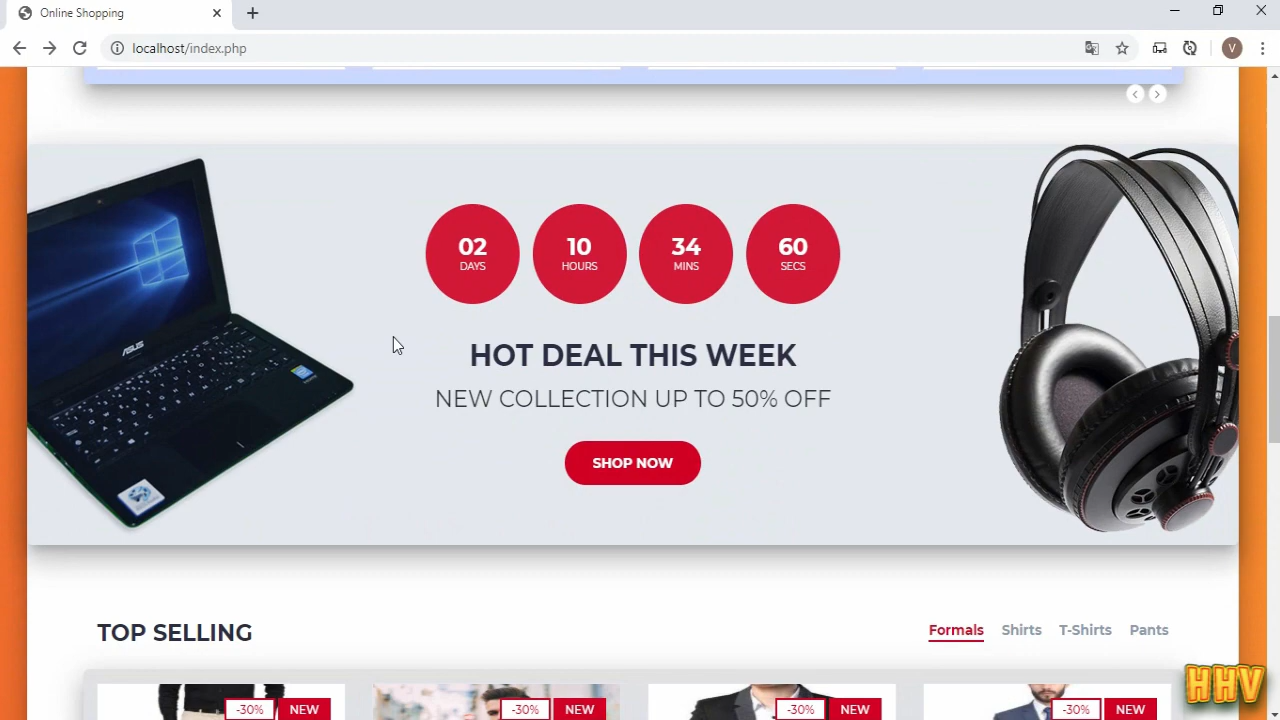 Online Shopping
localhost/index.php
V
02
DAYS
10
HOURS
34
MINS
60
SECS
ASUS
HOT DEAL THIS WEEK
NEW COLLECTION UP TO 50% OFF
SHOP NOW
TOP SELLING
Formals Shirts T-Shirts Pants
-30% NEW
-30% NEW
-30% NEW
-30% NEW
HHV